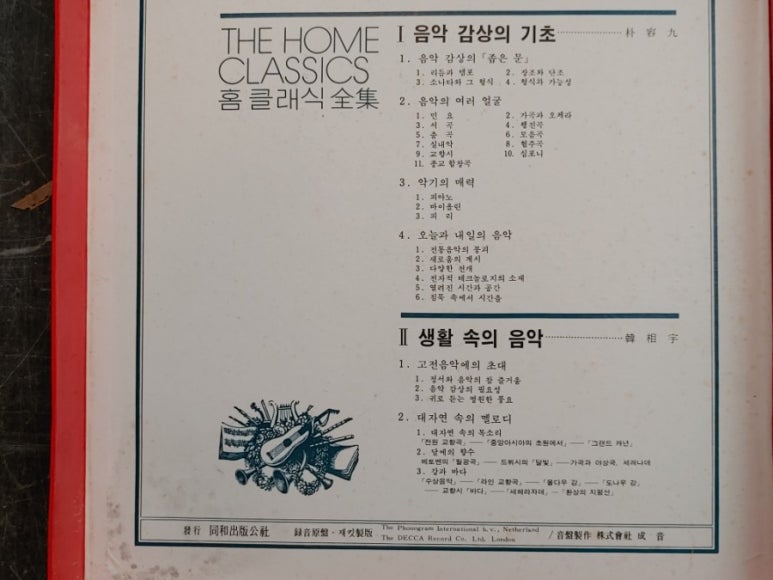 THE HOME
CLASSICS
홈 클래식 全集
Ⅰ 음악 감상의 기초 朴容九
1. 음악 감상의 「좁은 문」
1. 리듬과 템포 2. 장조와 단조
3. 소나타와 그 형식 4. 형식과 가능성
2. 음악의 여러 얼굴
1. 민요 2. 가곡과 오페라
3. 서곡 4. 행진곡
5. 춤곡 6. 모음곡
7. 실내악 8. 협주곡
9. 교향시 10. 심포니
11. 종교 합창곡
3. 악기의 매력
1. 피아노
2. 바이올린
3. 피리
4. 오늘과 내일의 음악
1. 전통음악의 붕괴
2. 새로움의 계시
3. 다양한 전개
4. 전자적 테크놀로지의 소재
5. 열려진 시간과 공간
6. 침묵 속에서 시간을
Ⅱ 생활 속의 음악 韓相宇
1. 고전음악에의 초대
1. 정서와 음악의 참 즐거움
2. 음악 감상의 필요성
3. 귀로 듣는 영원한 풍요
2. 대자연 속의 멜로디
1. 대자연 속의 목소리
「전원 교향곡」──「중앙아시아의 초원에서」──「그랜드 캐년」
2. 달에의 향수
베토벤의 「월광곡」── 드뷔시의 「달빛」──가곡과 야상곡, 세레나데
3. 강과 바다
「수상음악」──「라인 교향곡」──「몰다우 강」──「도나우 강」
── 교향시 「바다」──「세헤라자데」─「환상의 지평선」
發行 同和出版公社 録音原盤·재킷製版 The Phonogram International b.v., Netherland
The DECCA Record Co. Ltd. London / 音盤製作 株式會社 成音